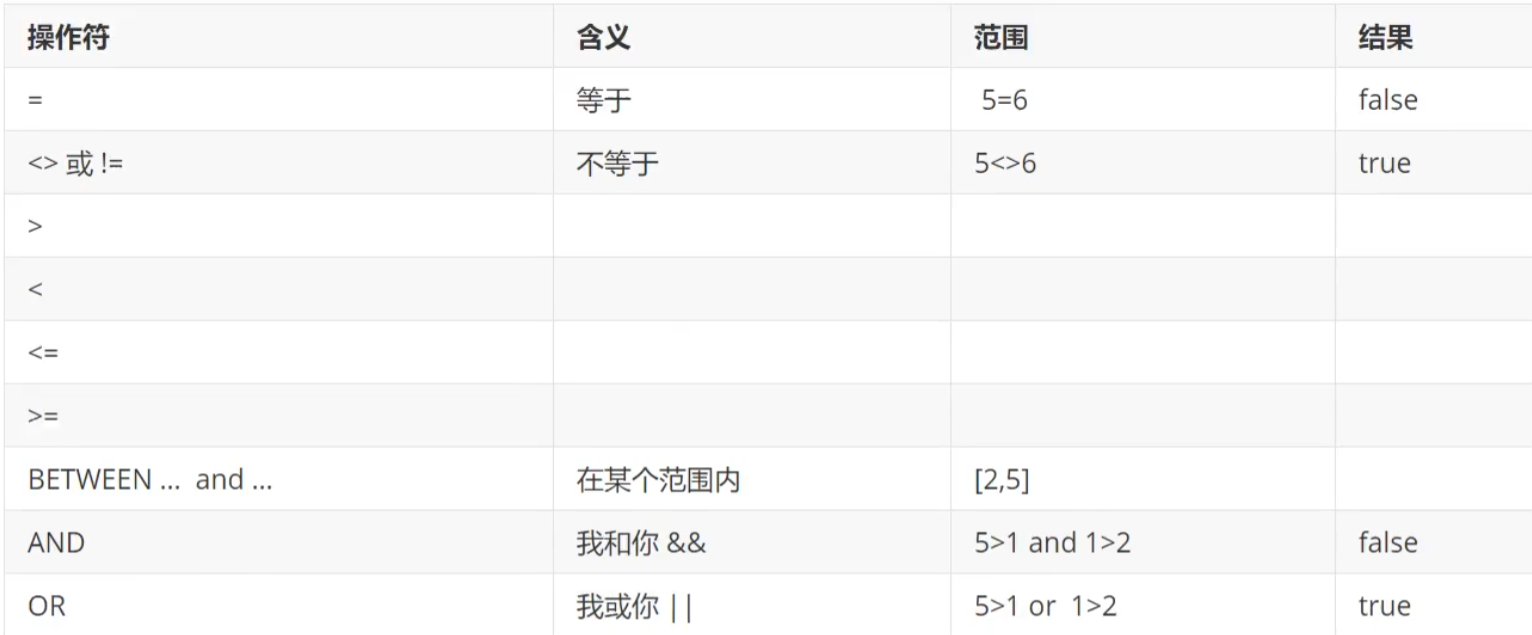 操作符 含义 范围 结果
= 等于 5=6 false
<> 或 != 不等于 5<>6 true
>
<
<=
>=
BETWEEN ... and ... 在某个范围内 [2,5]
AND 我和你 && 5>1 and 1>2 false
OR 我或你 || 5>1 or 1>2 true